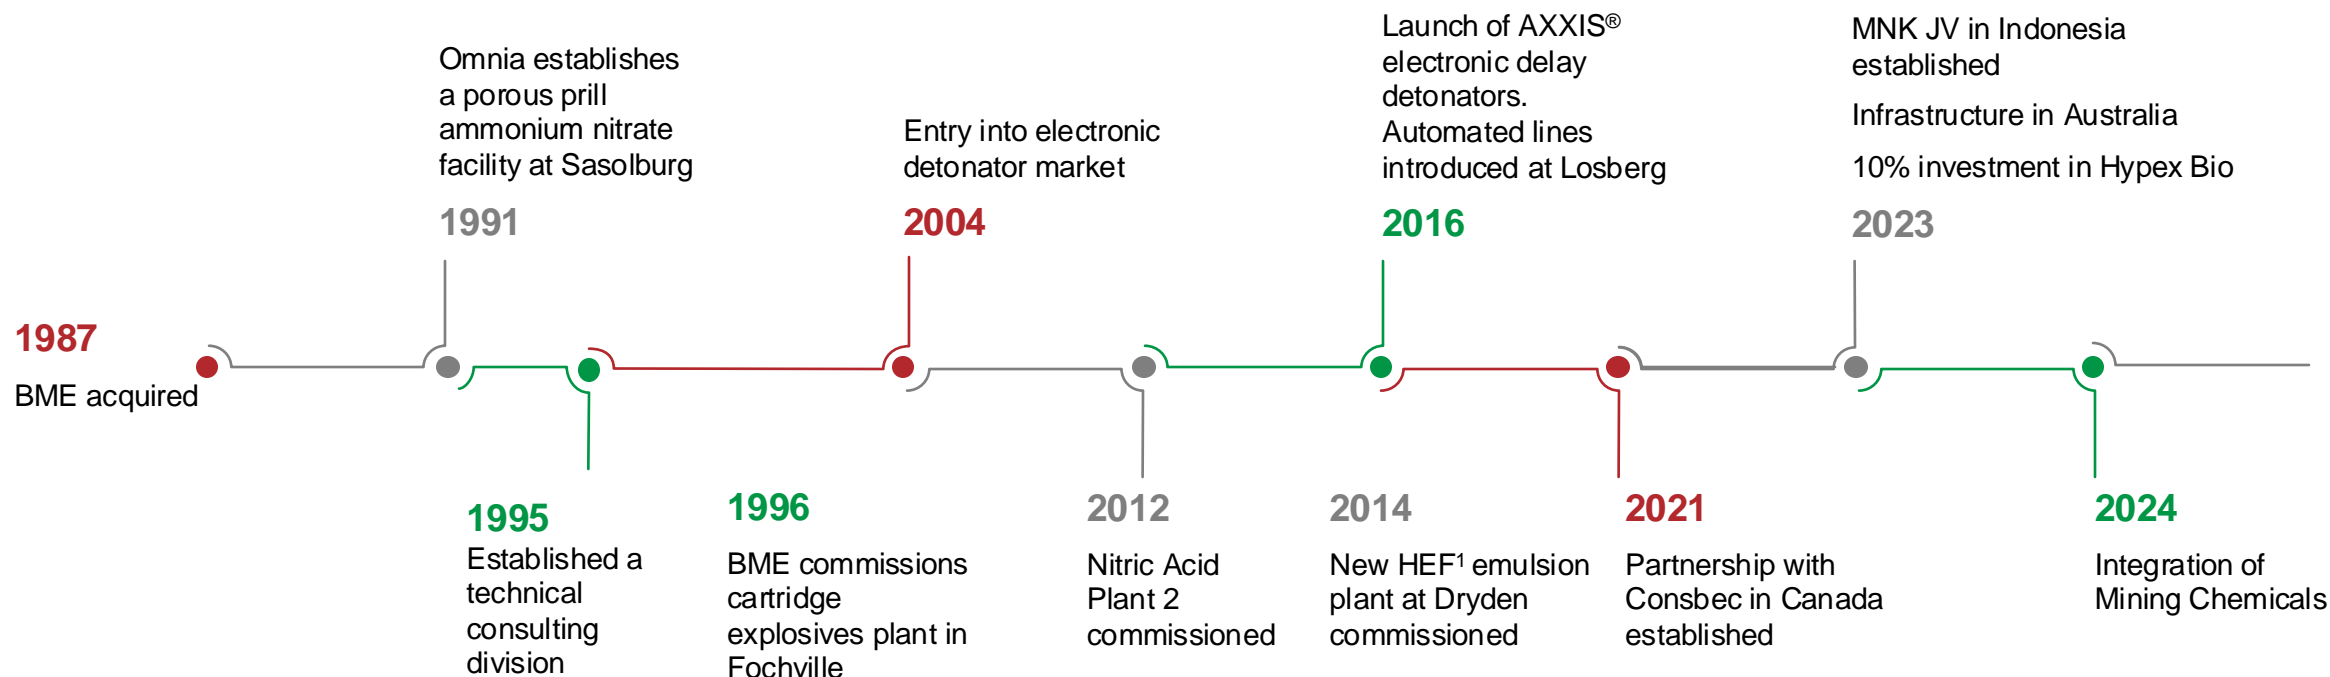 1987
BME acquired
Omnia establishes
a porous prill
ammonium nitrate
facility at Sasolburg
1991
1995
Established a
technical
consulting
division
1996
BME commissions
cartridge
explosives plant in
Fochville
Entry into electronic
detonator market
2004
2012
Nitric Acid
Plant 2
commissioned
2014
New HEF¹ emulsion
plant at Dryden
commissioned
Launch of AXXIS®
electronic delay
detonators.
Automated lines
introduced at Losberg
2016
2021
Partnership with
Consbec in Canada
established
MNK JV in Indonesia
established
Infrastructure in Australia
10% investment in Hypex Bio
2023
2024
Integration of
Mining Chemicals